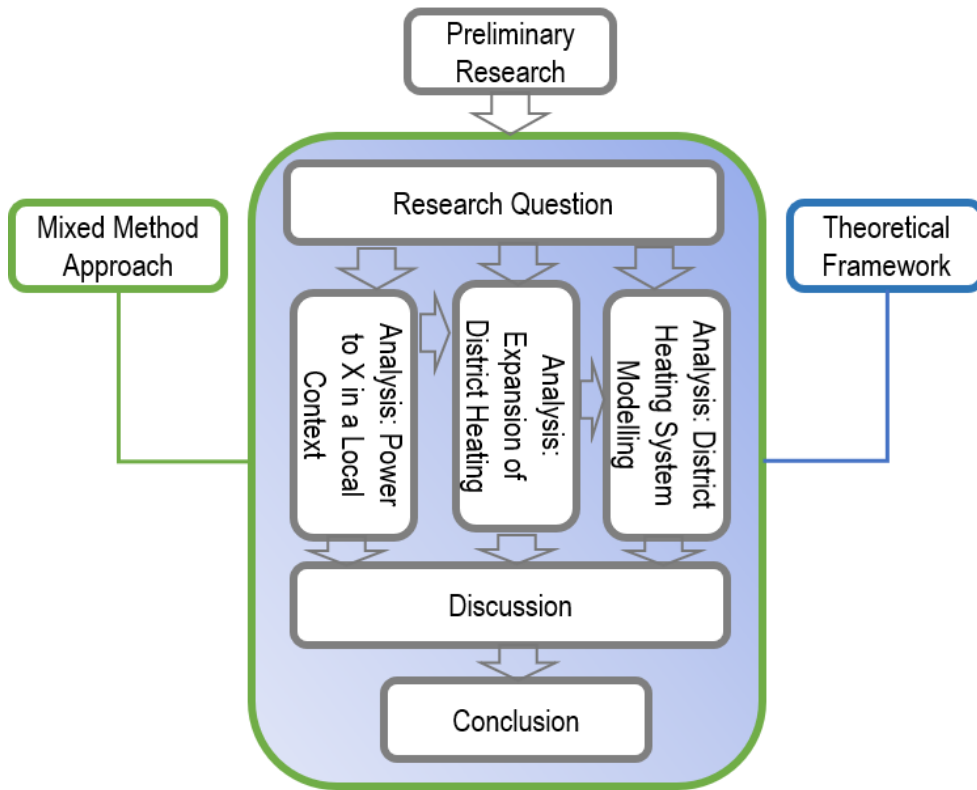 Preliminary
Research
Research Question
Mixed Method
Approach
Theoretical
Framework
Analysis: Power
to X in a Local
Context
Analysis:
Expansion of
District Heating
Analysis: District
Heating System
Modelling
Discussion
Conclusion